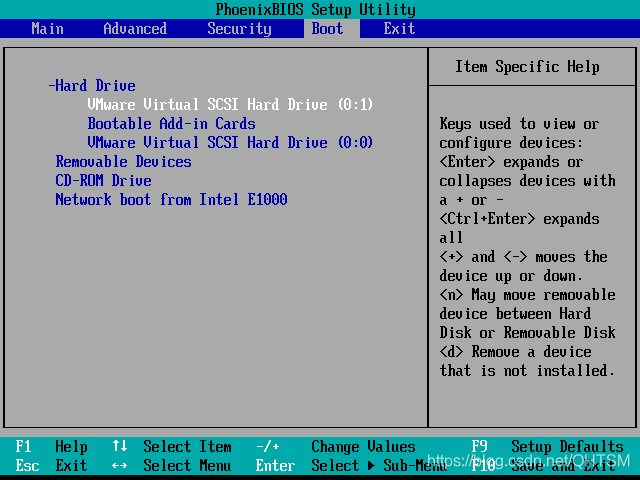 PhoenixBIOS Setup Utility
Main Advanced Security Boot Exit
-Hard Drive
VMware Virtual SCSI Hard Drive (0:1)
Bootable Add-in Cards
VMware Virtual SCSI Hard Drive (0:0)
Removable Devices
CD-ROM Drive
Network boot from Intel E1000
Item Specific Help
Keys used to view or
configure devices:
<Enter> expands or
collapses devices with
a + or -
<Ctrl+Enter> expands
all
<+> and <-> moves the
device up or down.
<n> May move removable
device between Hard
Disk or Removable Disk
<d> Remove a device
that is not installed.
F1 Help ↑↓ Select Item -/+ Change Values F9 Setup Defaults
Esc Exit ↔ Select Menu Enter Select ▶ Sub-Menu F10 Save and Exit
https://blog.csdn.net/QHTSM